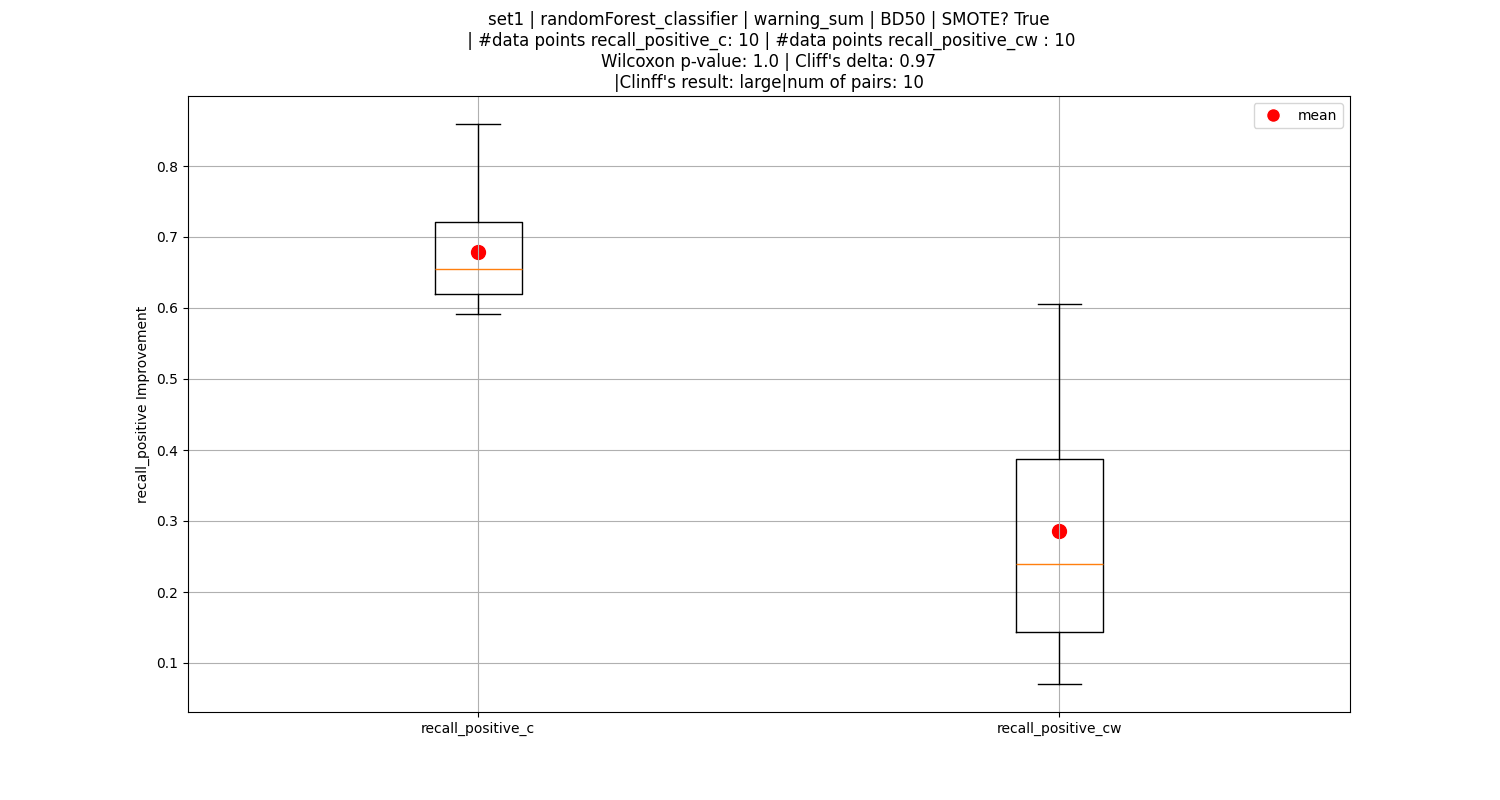 set1 | randomForest_classifier | warning_sum | BD50 | SMOTE? True
| #data points recall_positive_c: 10 | #data points recall_positive_cw : 10
Wilcoxon p-value: 1.0 | Cliff's delta: 0.97
|Clinff's result: large|num of pairs: 10
mean
0.8
0.7
0.6
0.5
0.4
0.3
0.2
0.1
recall_positive Improvement
recall_positive_c
recall_positive_cw